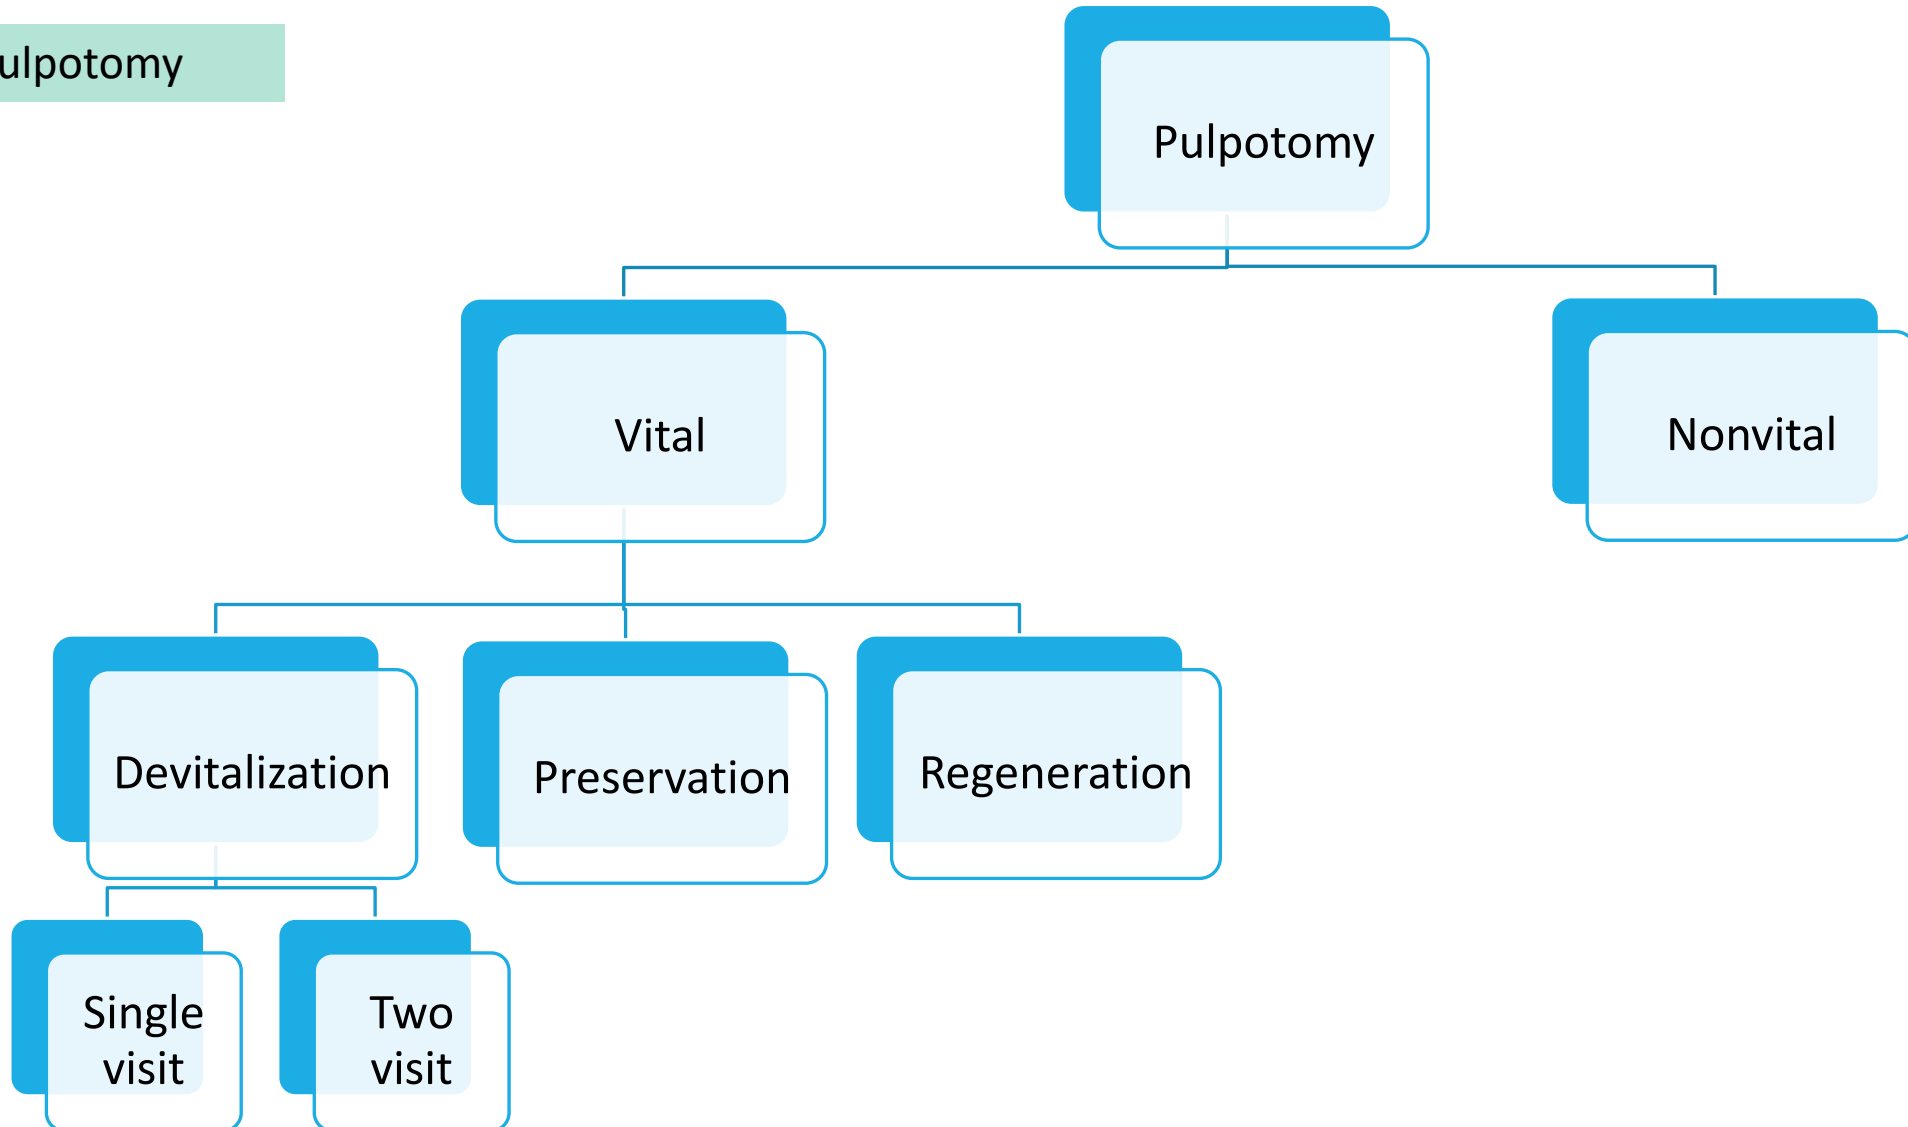 ulpotomy
Pulpotomy
Vital
Nonvital
Devitalization
Preservation
Regeneration
Single
visit
Two
visit